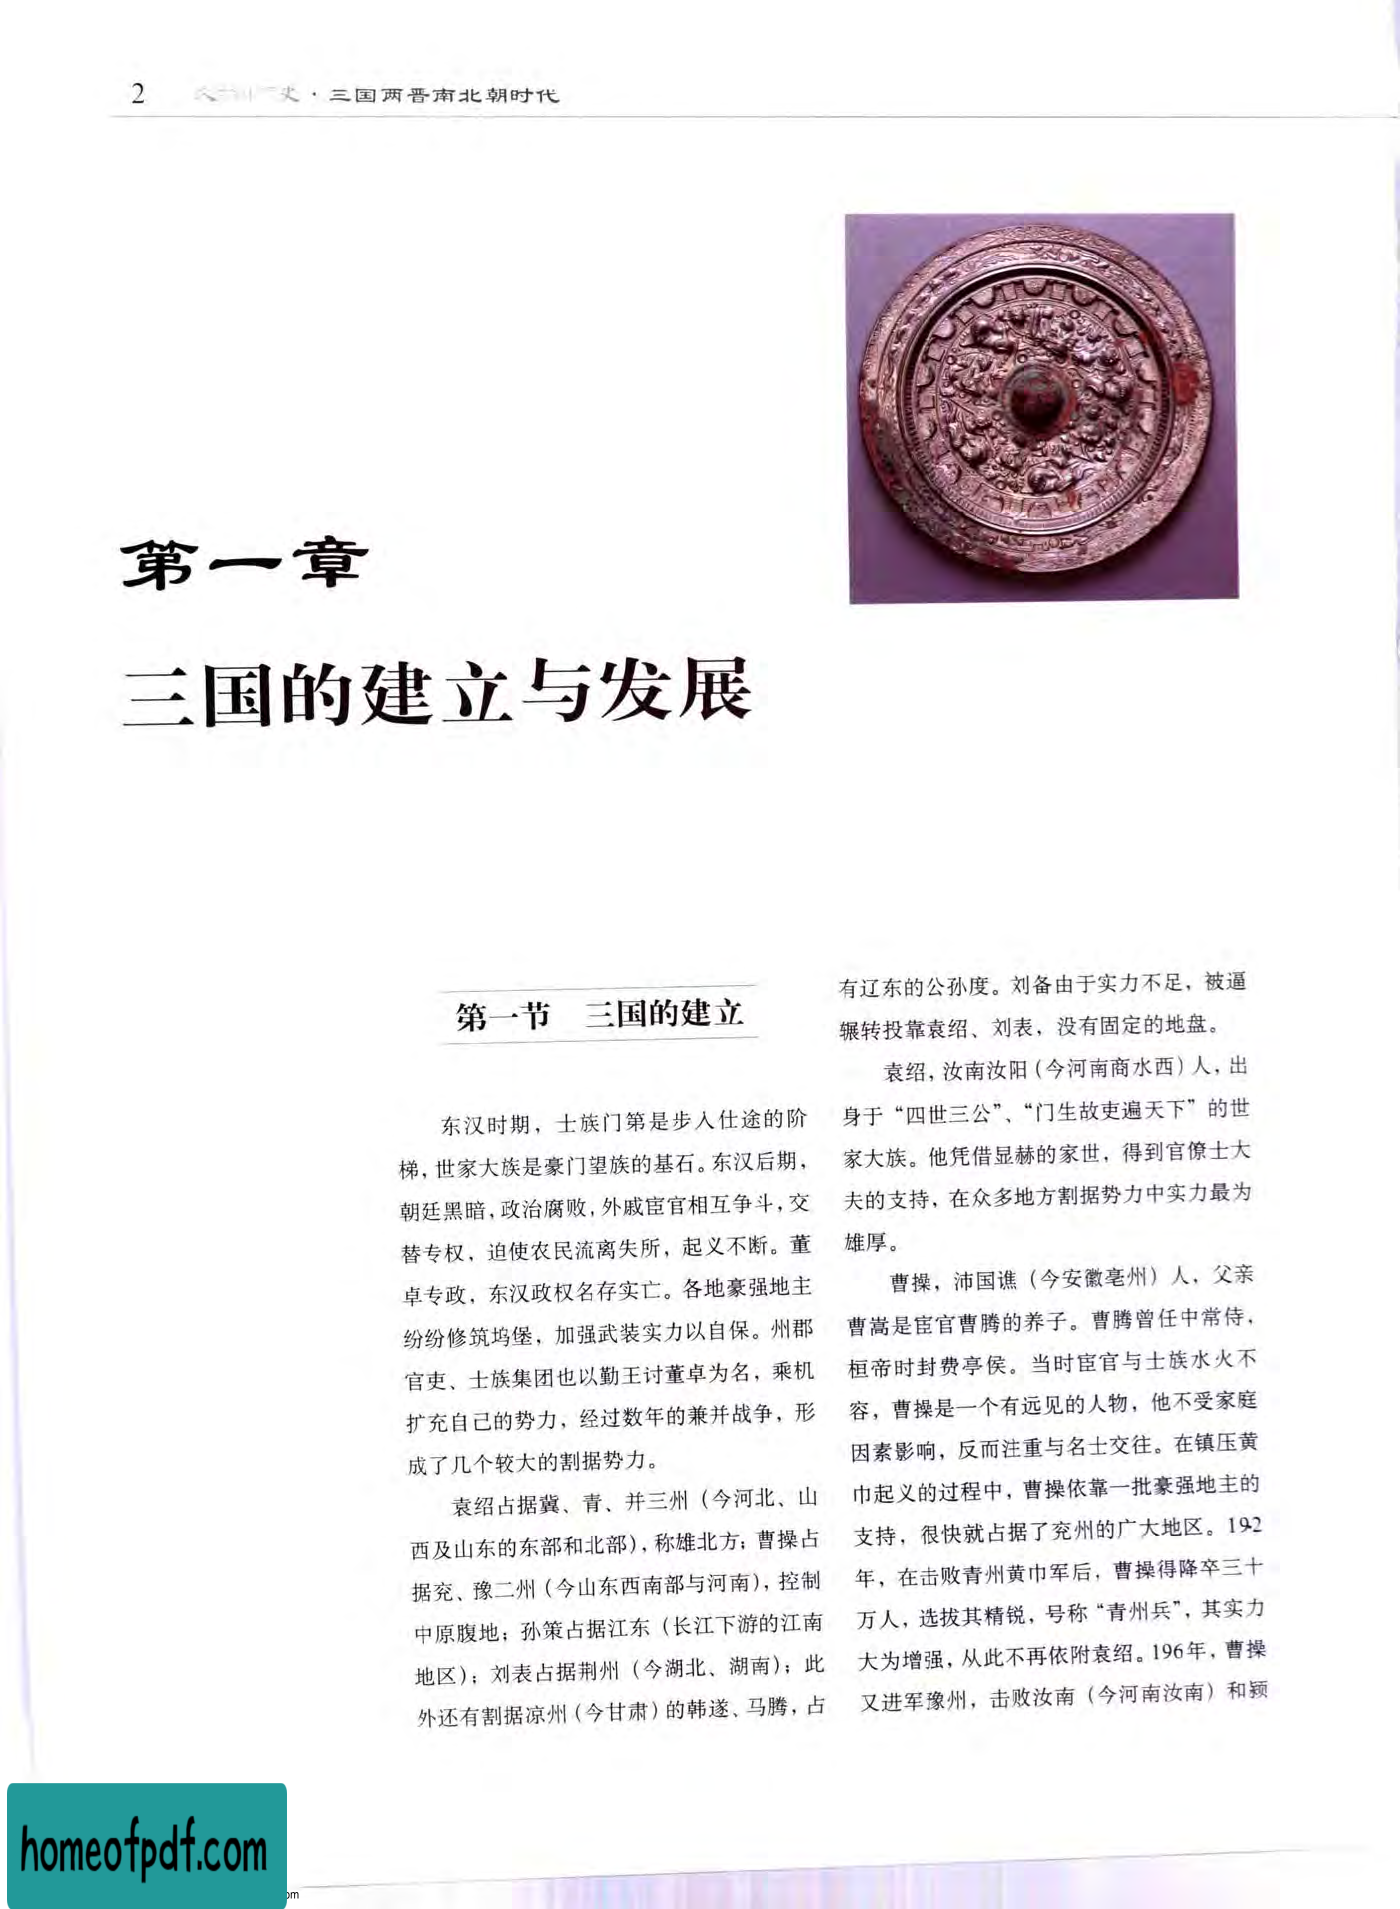 2 史·三国两晋南北朝时代
第一章
三国的建立与发展
第一节 三国的建立
东汉时期，士族门第是步入仕途的阶
梯，世家大族是豪门望族的基石。东汉后期，
朝廷黑暗，政治腐败，外戚宦官相互争斗，交
替专权，迫使农民流离失所，起义不断。董
卓专政，东汉政权名存实亡。各地豪强地主
纷纷修筑坞堡，加强武装实力以自保。州郡
官吏、士族集团也以勤王讨董卓为名，乘机
扩充自己的势力，经过数年的兼并战争，形
成了几个较大的割据势力。
袁绍占据冀、青、并三州（今河北、山
西及山东的东部和北部），称雄北方；曹操占
据兖、豫二州（今山东西南部与河南），控制
中原腹地；孙策占据江东（长江下游的江南
地区）；刘表占据荆州（今湖北、湖南）；此
外还有割据凉州（今甘肃）的韩遂、马腾，占
有辽东的公孙度。刘备由于实力不足，被逼
辗转投靠袁绍、刘表，没有固定的地盘。
袁绍，汝南汝阳（今河南商水西）人，出
身于“四世三公”、“门生故吏遍天下”的世
家大族。他凭借显赫的家世，得到官僚士大
夫的支持，在众多地方割据势力中实力最为
雄厚。
曹操，沛国谯（今安徽亳州）人，父亲
曹嵩是宦官曹腾的养子。曹腾曾任中常侍，
桓帝时封费亭侯。当时宦官与士族水火不
容，曹操是一个有远见的人物，他不受家庭
因素影响，反而注重与名士交往。在镇压黄
巾起义的过程中，曹操依靠一批豪强地主的
支持，很快就占据了兖州的广大地区。192
年，在击败青州黄巾军后，曹操得降卒三十
万人，选拔其精锐，号称“青州兵”，其实力
大为增强，从此不再依附袁绍。196年，曹操
又进军豫州，击败汝南（今河南汝南）和颍
homeofpdf.com
om